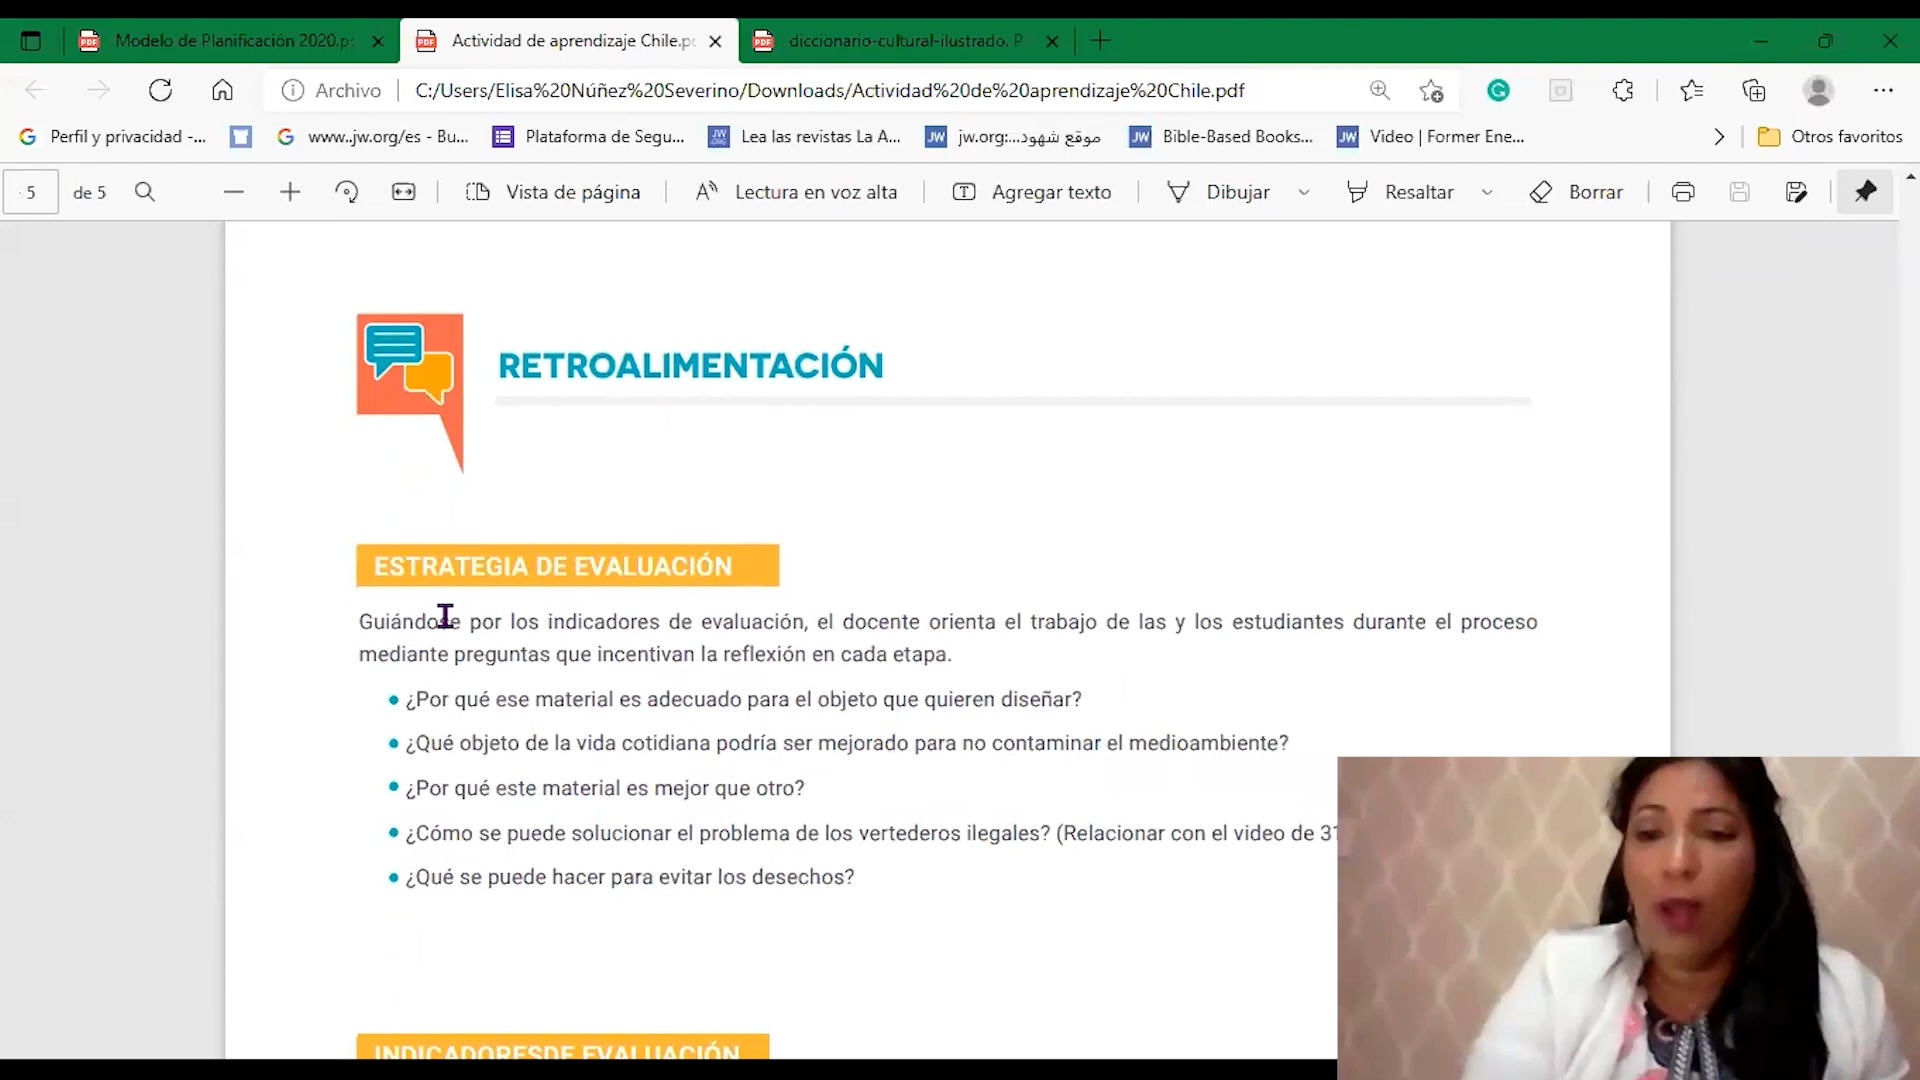 Modelo de Planificación 2020.p
Actividad de aprendizaje Chile.p
diccionario-cultural-ilustrado. P
Archivo
C:/Users/Elisa%20Núñez%20Severino/Downloads/Actividad%20de%20aprendizaje%20Chile.pdf
Perfil y privacidad -...
www.jw.org/es - Bu...
Plataforma de Segu...
Lea las revistas La A...
jw.org:...موقع شهود
Bible-Based Books...
Video | Former Ene...
Otros favoritos
5
de 5
Vista de página
Lectura en voz alta
Agregar texto
Dibujar
Resaltar
Borrar
RETROALIMENTACIÓN
ESTRATEGIA DE EVALUACIÓN
Guiándose por los indicadores de evaluación, el docente orienta el trabajo de las y los estudiantes durante el proceso
mediante preguntas que incentivan la reflexión en cada etapa.
• ¿Por qué ese material es adecuado para el objeto que quieren diseñar?
• ¿Qué objeto de la vida cotidiana podría ser mejorado para no contaminar el medioambiente?
• ¿Por qué este material es mejor que otro?
• ¿Cómo se puede solucionar el problema de los vertederos ilegales? (Relacionar con el video de
• ¿Qué se puede hacer para evitar los desechos?
INDICADORESDE EVALUACIÓN